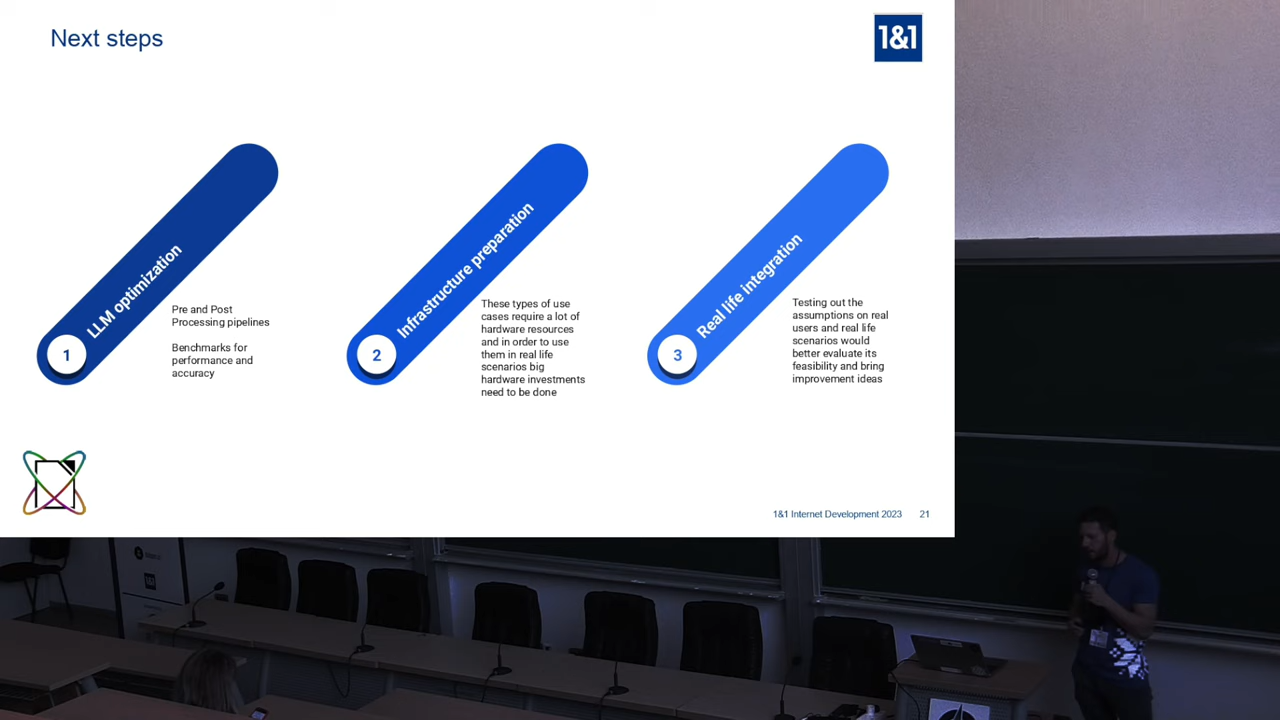 Next steps
1&1
LLM optimization
1
Pre and Post
Processing pipelines
Benchmarks for
performance and
accuracy
Infrastructure preparation
2
These types of use
cases require a lot of
hardware resources
and in order to use
them in real life
scenarios big
hardware investments
need to be done
Real life integration
3
Testing out the
assumptions on real
users and real life
scenarios would
better evaluate its
feasibility and bring
improvement ideas
1&1 Internet Development 2023
21
1&1